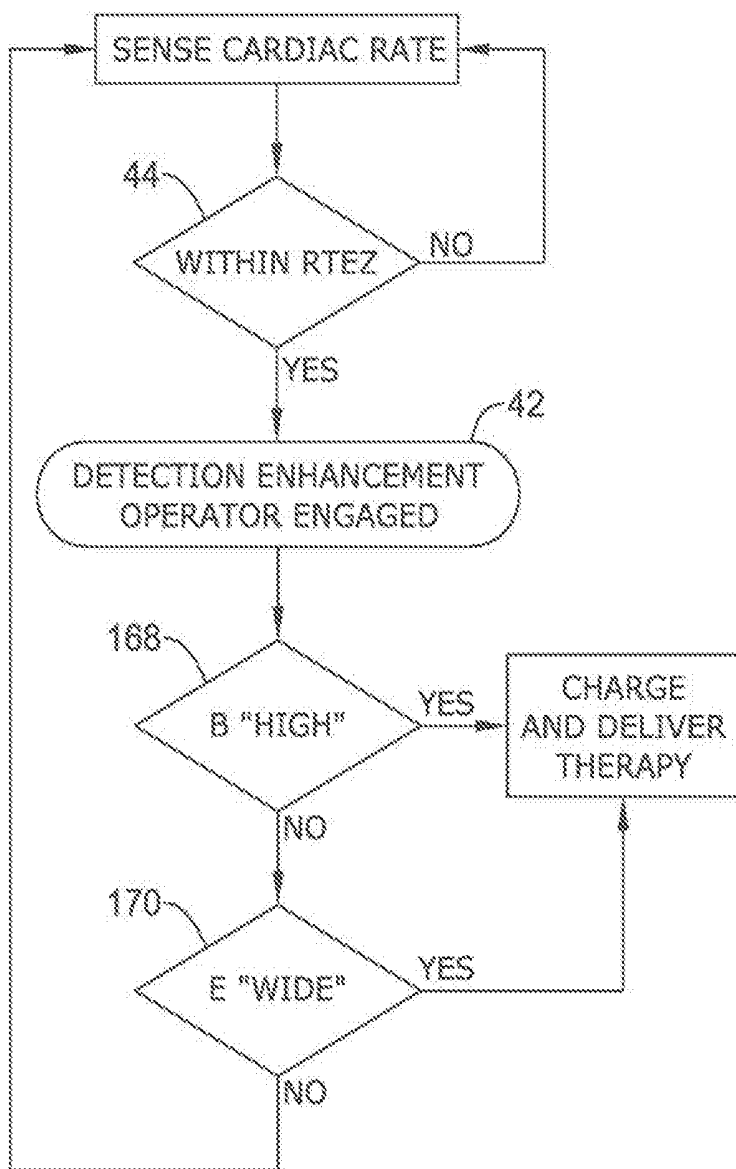 SENSE CARDIAC RATE
44
WITHIN RTEZ
NO
YES
42
DETECTION ENHANCEMENT
OPERATOR ENGAGED
168
B "HIGH"
YES
CHARGE
AND DELIVER
THERAPY
NO
170
E "WIDE"
YES
NO